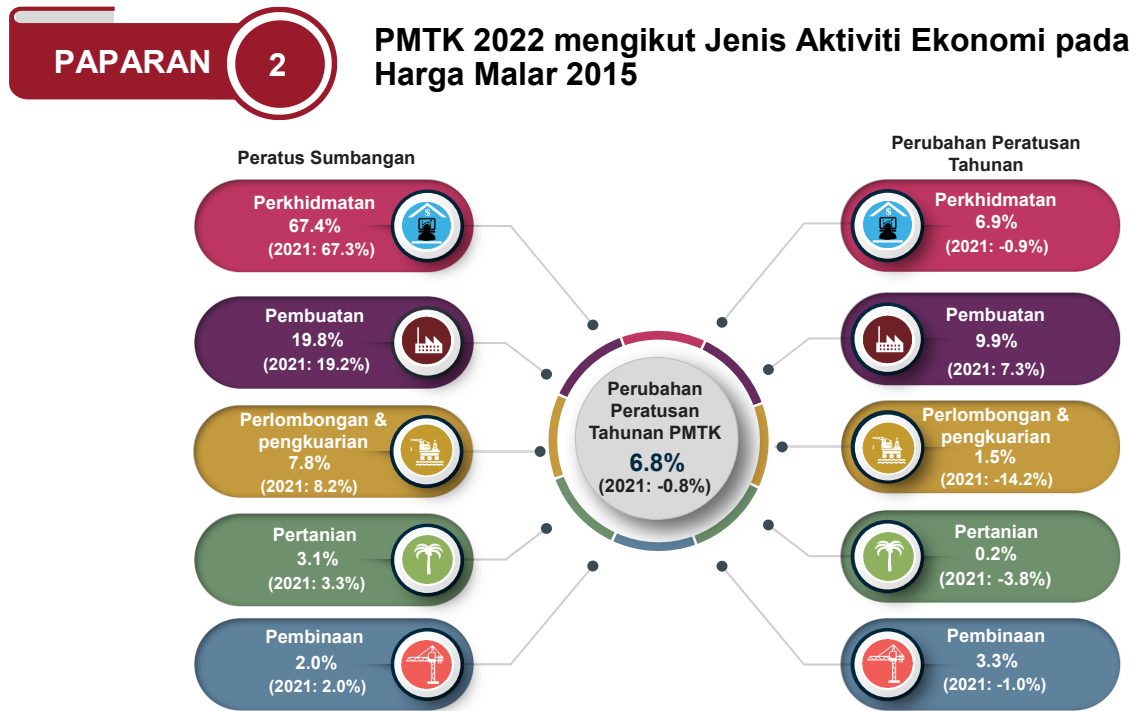 PAPARAN 2
PMTK 2022 mengikut Jenis Aktiviti Ekonomi pada
Harga Malar 2015
Peratus Sumbangan
Perkhidmatan
67.4%
(2021: 67.3%)
Pembuatan
19.8%
(2021: 19.2%)
Perlombongan &
pengkuarian
7.8%
(2021: 8.2%)
Pertanian
3.1%
(2021: 3.3%)
Pembinaan
2.0%
(2021: 2.0%)
Perubahan
Peratusan
Tahunan PMTK
6.8%
(2021: -0.8%)
Perubahan Peratusan
Tahunan
Perkhidmatan
6.9%
(2021: -0.9%)
Pembuatan
9.9%
(2021: 7.3%)
Perlombongan &
pengkuarian
1.5%
(2021: -14.2%)
Pertanian
0.2%
(2021: -3.8%)
Pembinaan
3.3%
(2021: -1.0%)